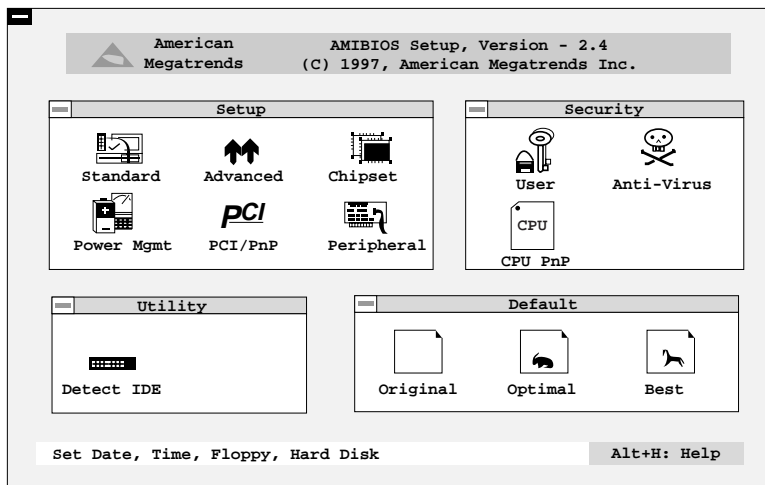 American
Megatrends
AMIBIOS Setup, Version - 2.4
(C) 1997, American Megatrends Inc.
Setup
Standard
Advanced
Chipset
Power Mgmt
PCI
PCI/PnP
Peripheral
Security
User
Anti-Virus
CPU
CPU PnP
Utility
Detect IDE
Default
Original
Optimal
Best
Set Date, Time, Floppy, Hard Disk
Alt+H: Help